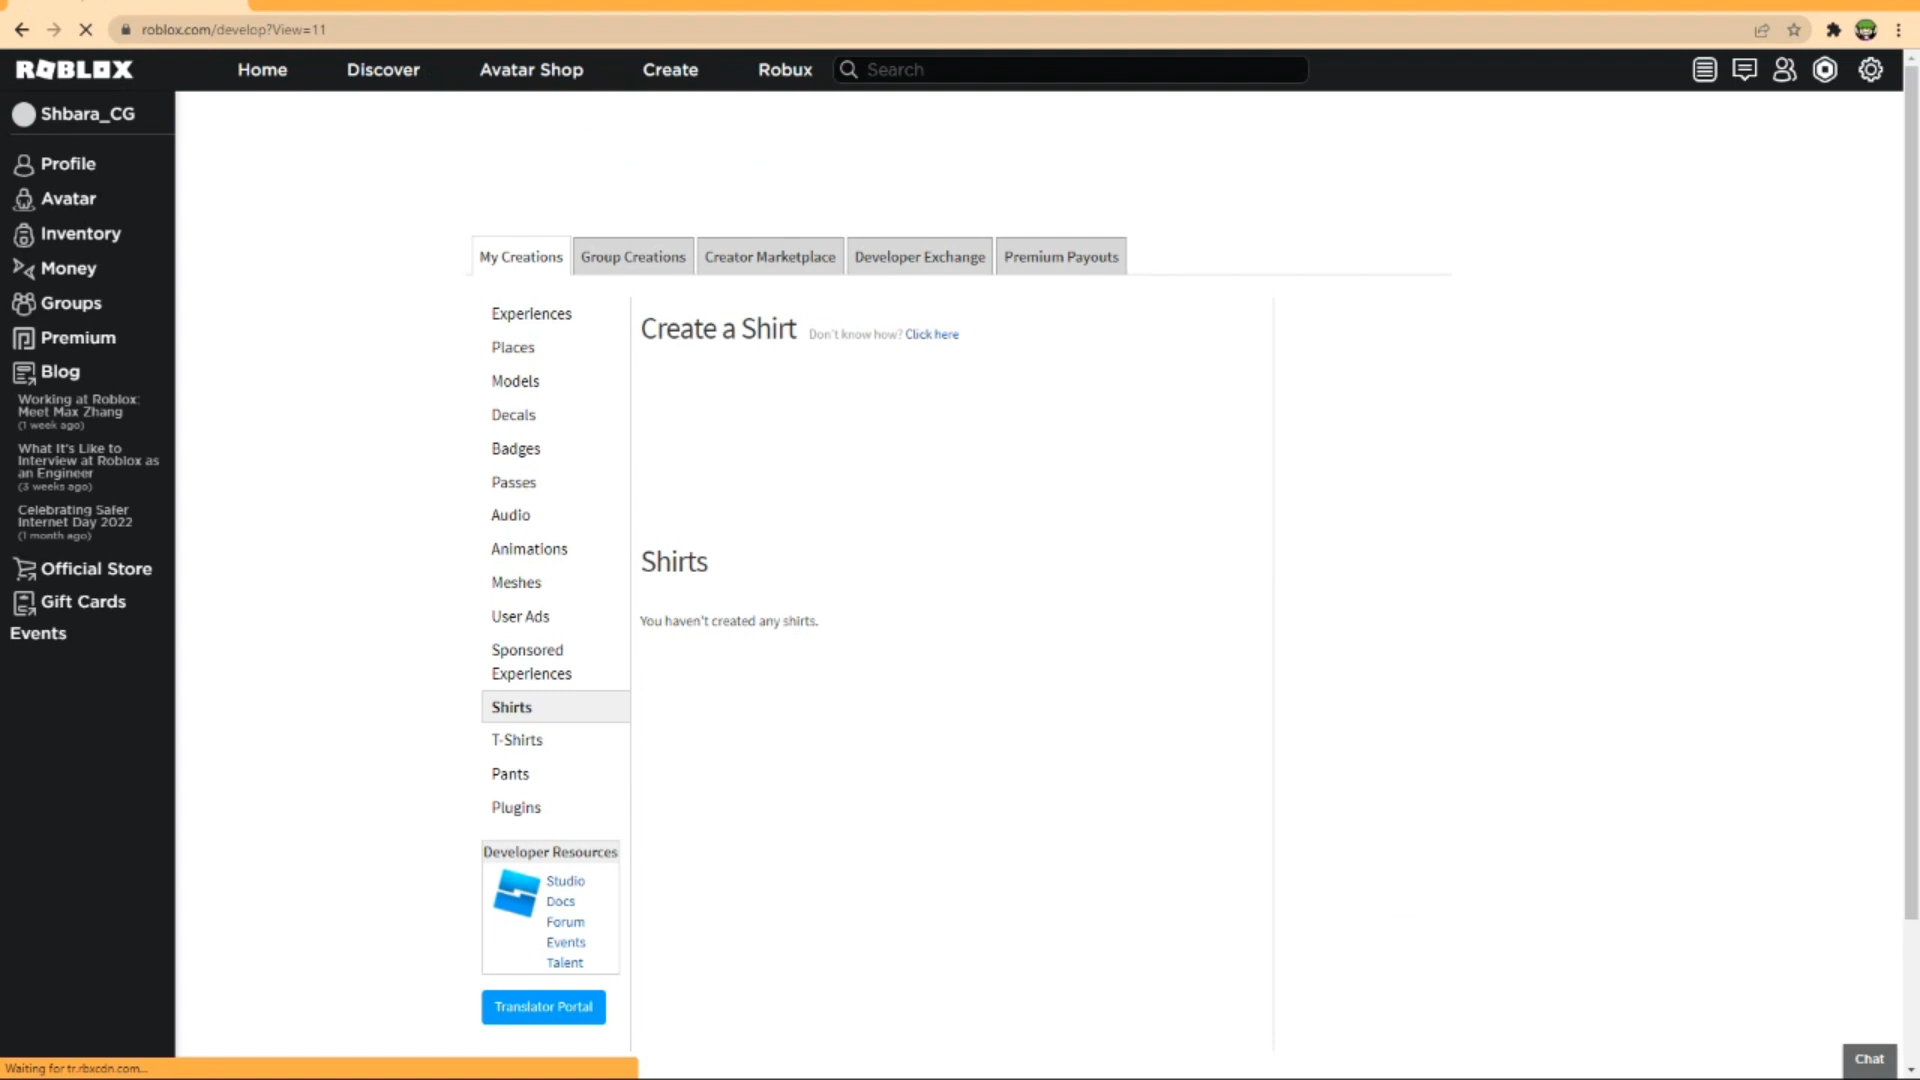 roblox.com/develop?View=11
ROBLOX
Home
Discover
Avatar Shop
Create
Robux
Search
Shbara_CG
Profile
Avatar
Inventory
Money
Groups
Premium
Blog
Working at Roblox:
Meet Max Zhang
(1 week ago)
What It's Like to
Interview at Roblox as
an Engineer
(3 weeks ago)
Celebrating Safer
Internet Day 2022
(1 month ago)
Official Store
Gift Cards
Events
My Creations
Group Creations
Creator Marketplace
Developer Exchange
Premium Payouts
Experiences
Places
Models
Decals
Badges
Passes
Audio
Animations
Meshes
User Ads
Sponsored
Experiences
Shirts
T-Shirts
Pants
Plugins
Developer Resources
Studio
Docs
Forum
Events
Talent
Translator Portal
Create a Shirt Don't know how? Click here
Shirts
You haven't created any shirts.
Chat
Waiting for tr.rbxcdn.com...